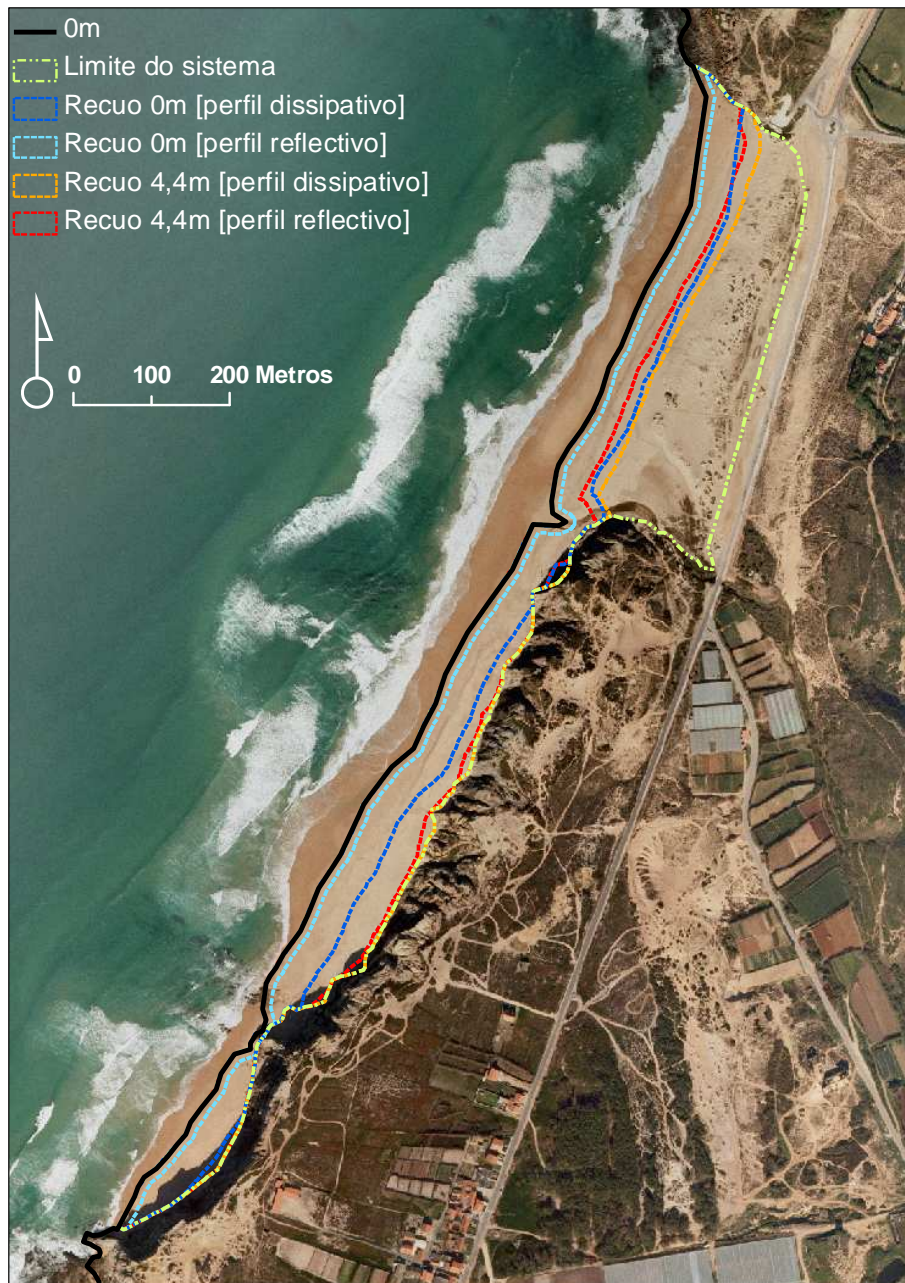 0m
Limite do sistema
Recuo 0m [perfil dissipativo]
Recuo 0m [perfil reflectivo]
Recuo 4,4m [perfil dissipativo]
Recuo 4,4m [perfil reflectivo]
0 100 200 Metros